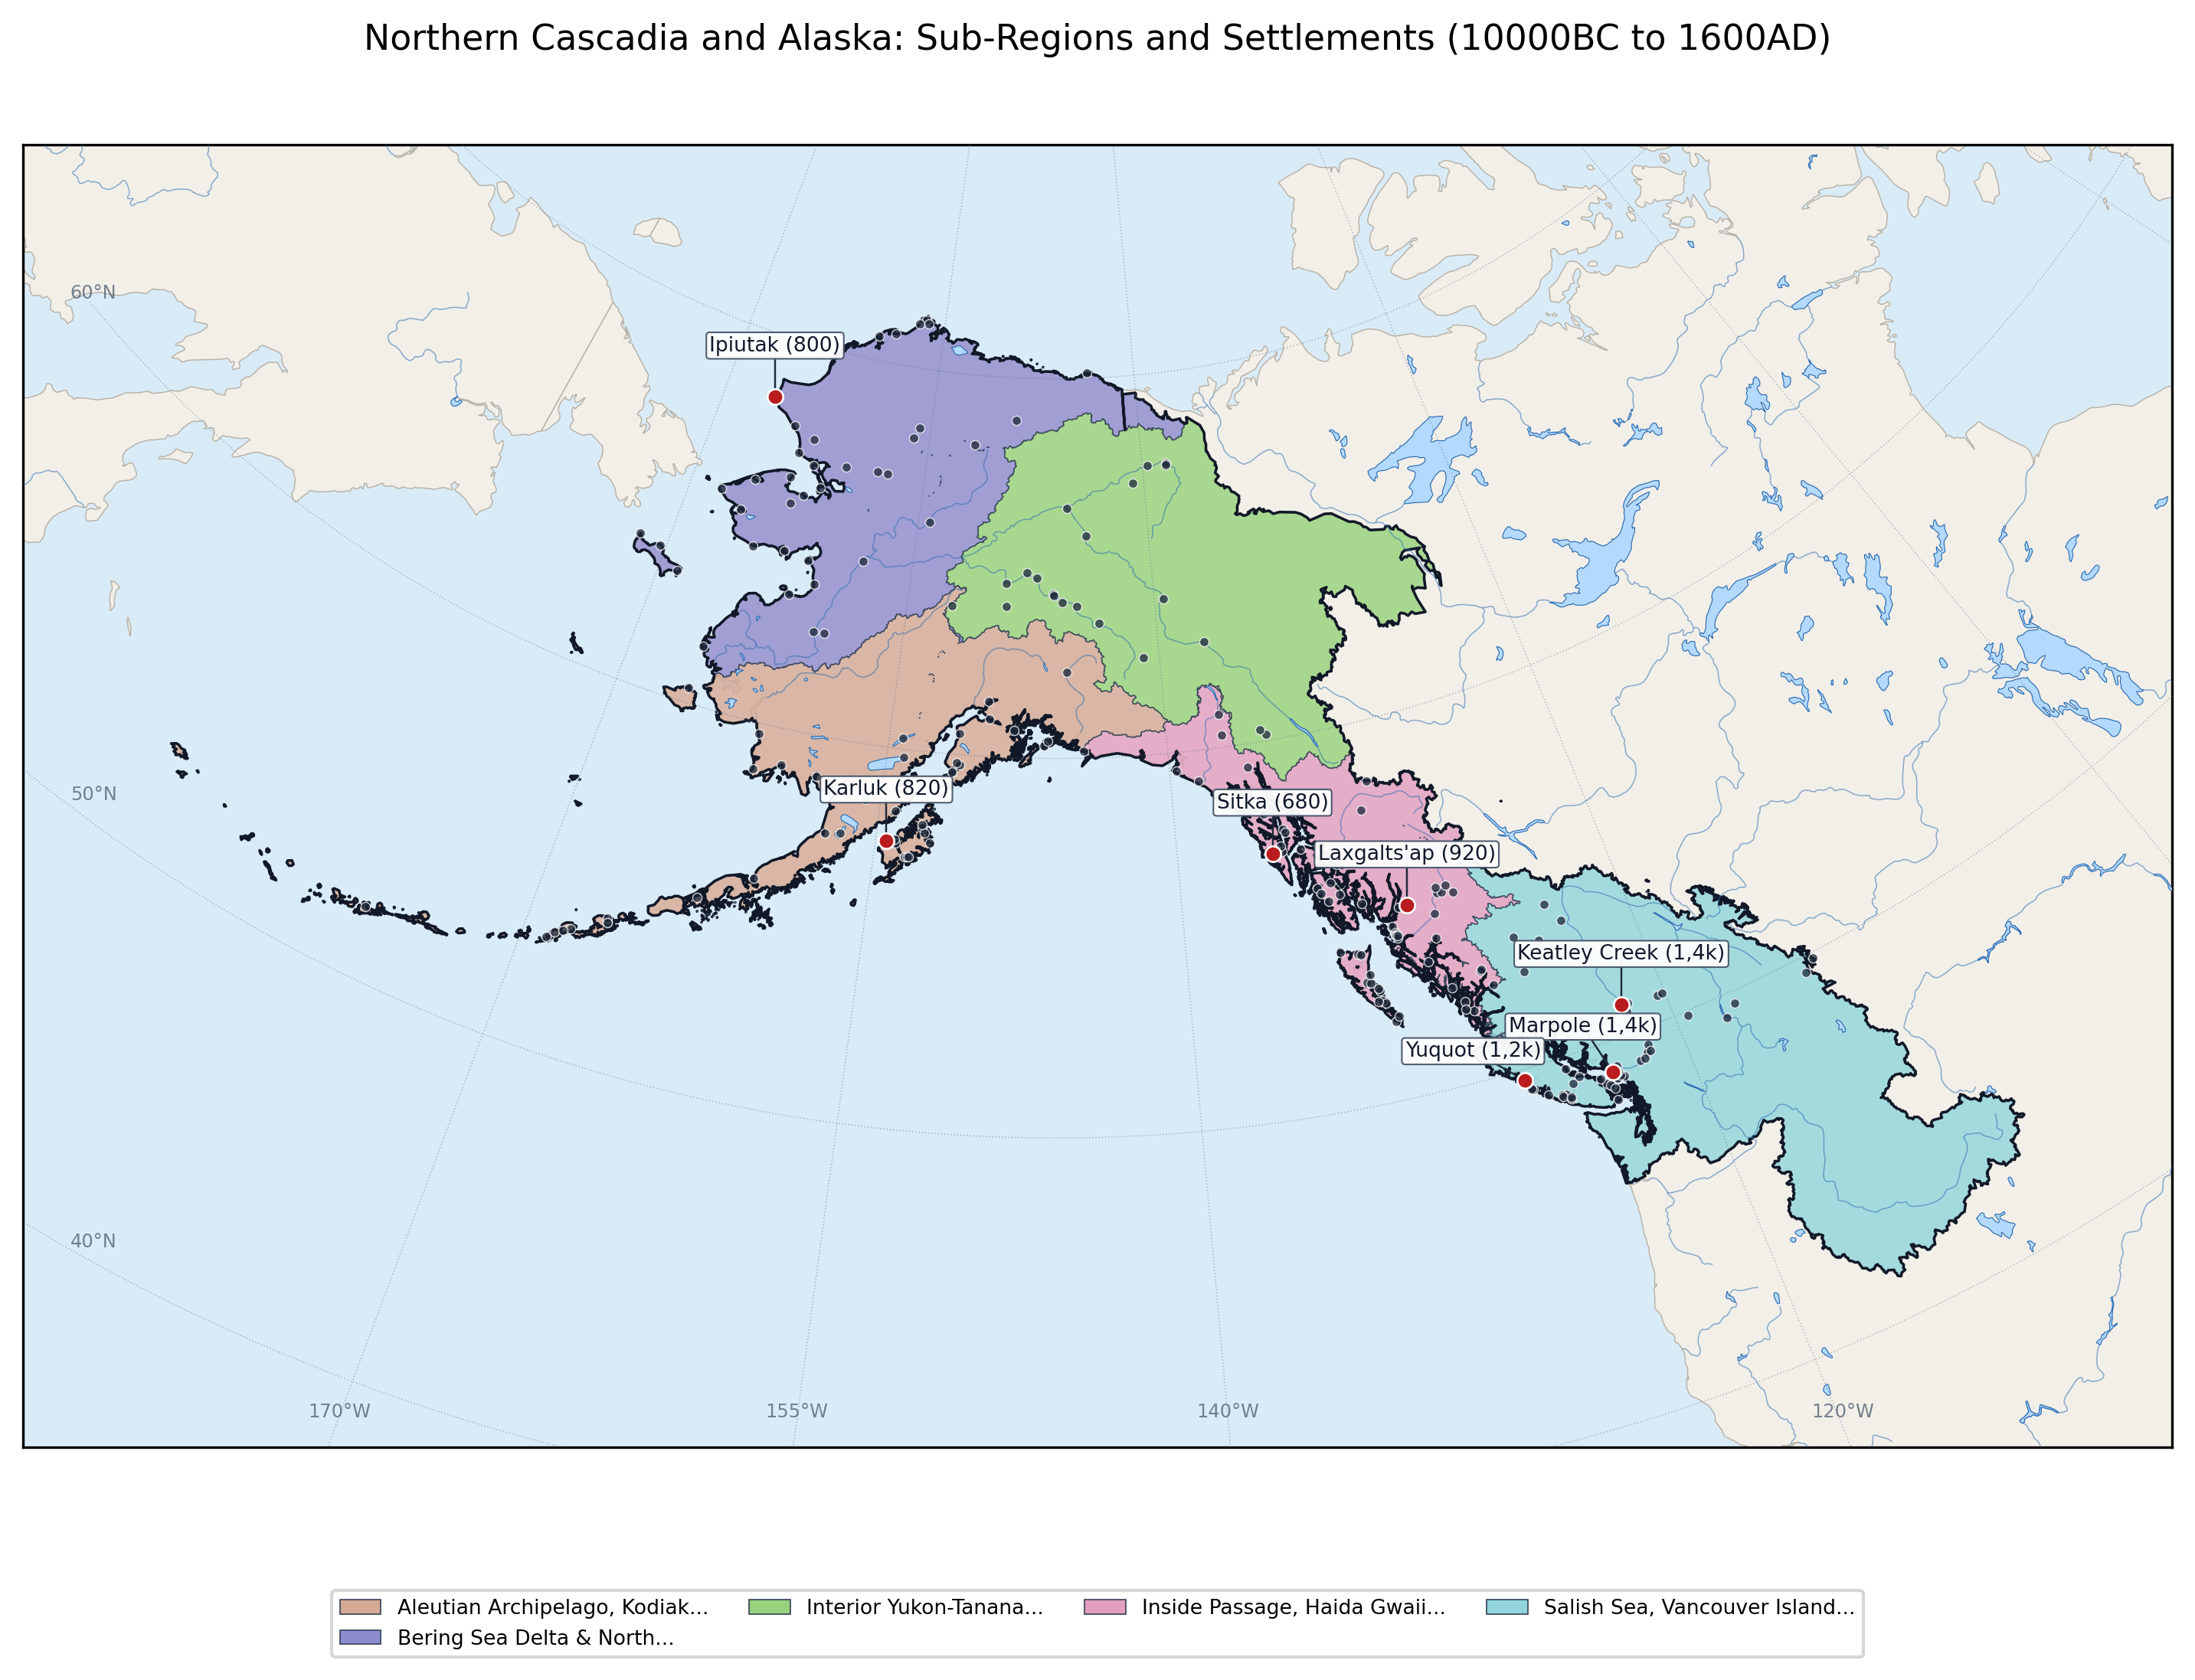 Northern Cascadia and Alaska: Sub-Regions and Settlements (10000BC to 1600AD)
60°N
Ipiutak (800)
50°N
Karluk (820)
Sitka (680)
Laxgalts'ap (920)
Keatley Creek (1,4k)
Marpole (1,4k)
Yuquot (1,2k)
40°N
170°W
155°W
140°W
120°W
Aleutian Archipelago, Kodiak...
Interior Yukon-Tanana...
Inside Passage, Haida Gwaii...
Salish Sea, Vancouver Island...
Bering Sea Delta & North...